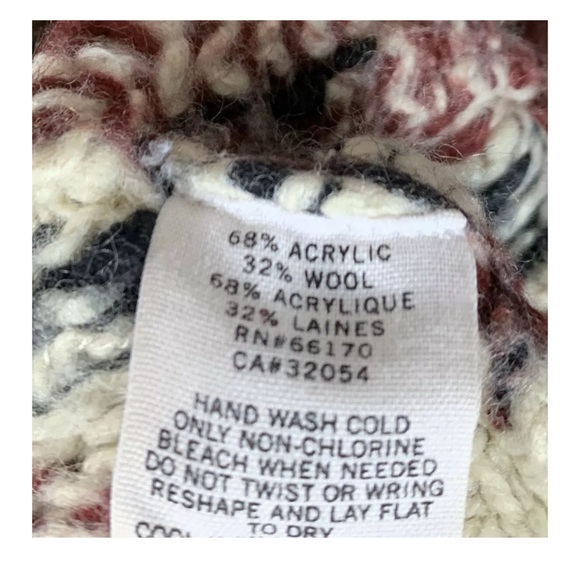 68% ACRYLIC
32% WOOL
68% ACRYLIQUE
32% LAINES
RN#66170
CA#32054
HAND WASH COLD
ONLY NON-CHLORINE
BLEACH WHEN NEEDED
DO NOT TWIST OR WRING
RESHAPE AND LAY FLAT
TO DRY